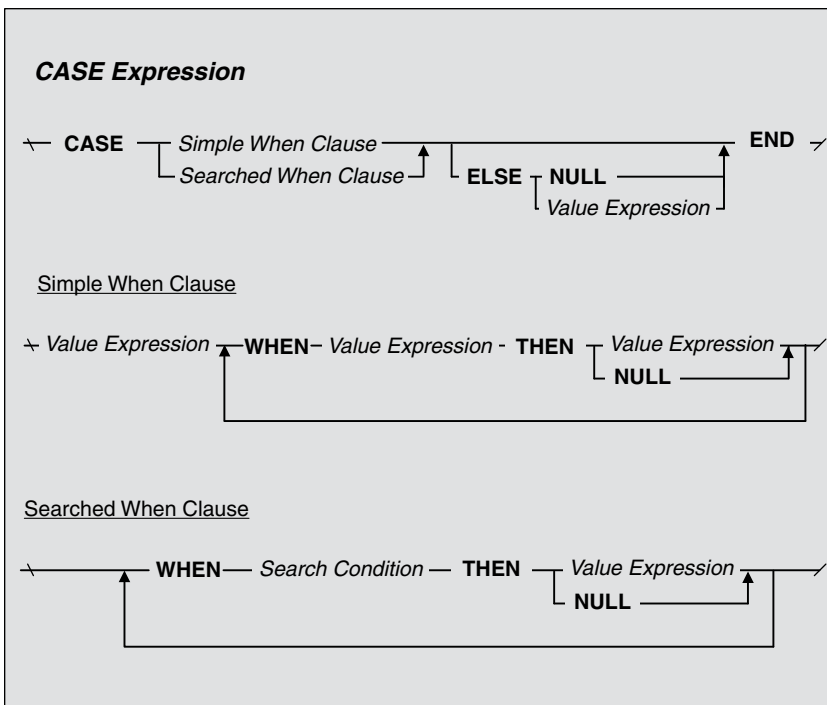 CASE Expression
CASE Simple When Clause END
Searched When Clause ELSE NULL
Value Expression
Simple When Clause
Value Expression WHEN Value Expression THEN Value Expression
NULL
Searched When Clause
WHEN Search Condition THEN Value Expression
NULL